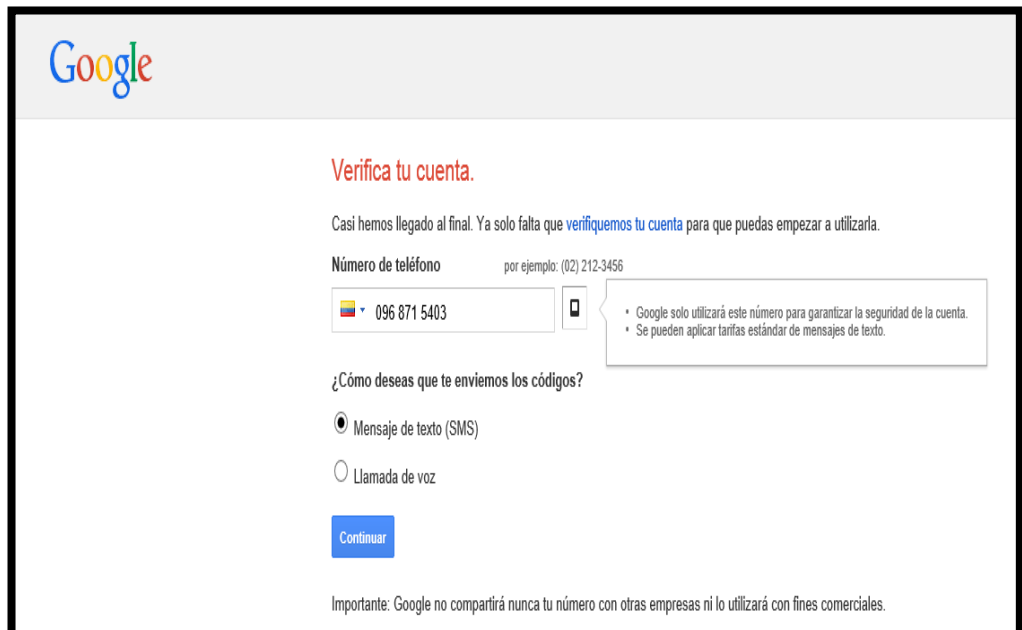 Google
Verifica tu cuenta.
Casi hemos llegado al final. Ya solo falta que verifiquemos tu cuenta para que puedas empezar a utilizarla.
Número de teléfono por ejemplo: (02) 212-3456
096 871 5403
• Google solo utilizará este número para garantizar la seguridad de la cuenta.
• Se pueden aplicar tarifas estándar de mensajes de texto.
¿Cómo deseas que te enviemos los códigos?
Mensaje de texto (SMS)
Llamada de voz
Continuar
Importante: Google no compartirá nunca tu número con otras empresas ni lo utilizará con fines comerciales.